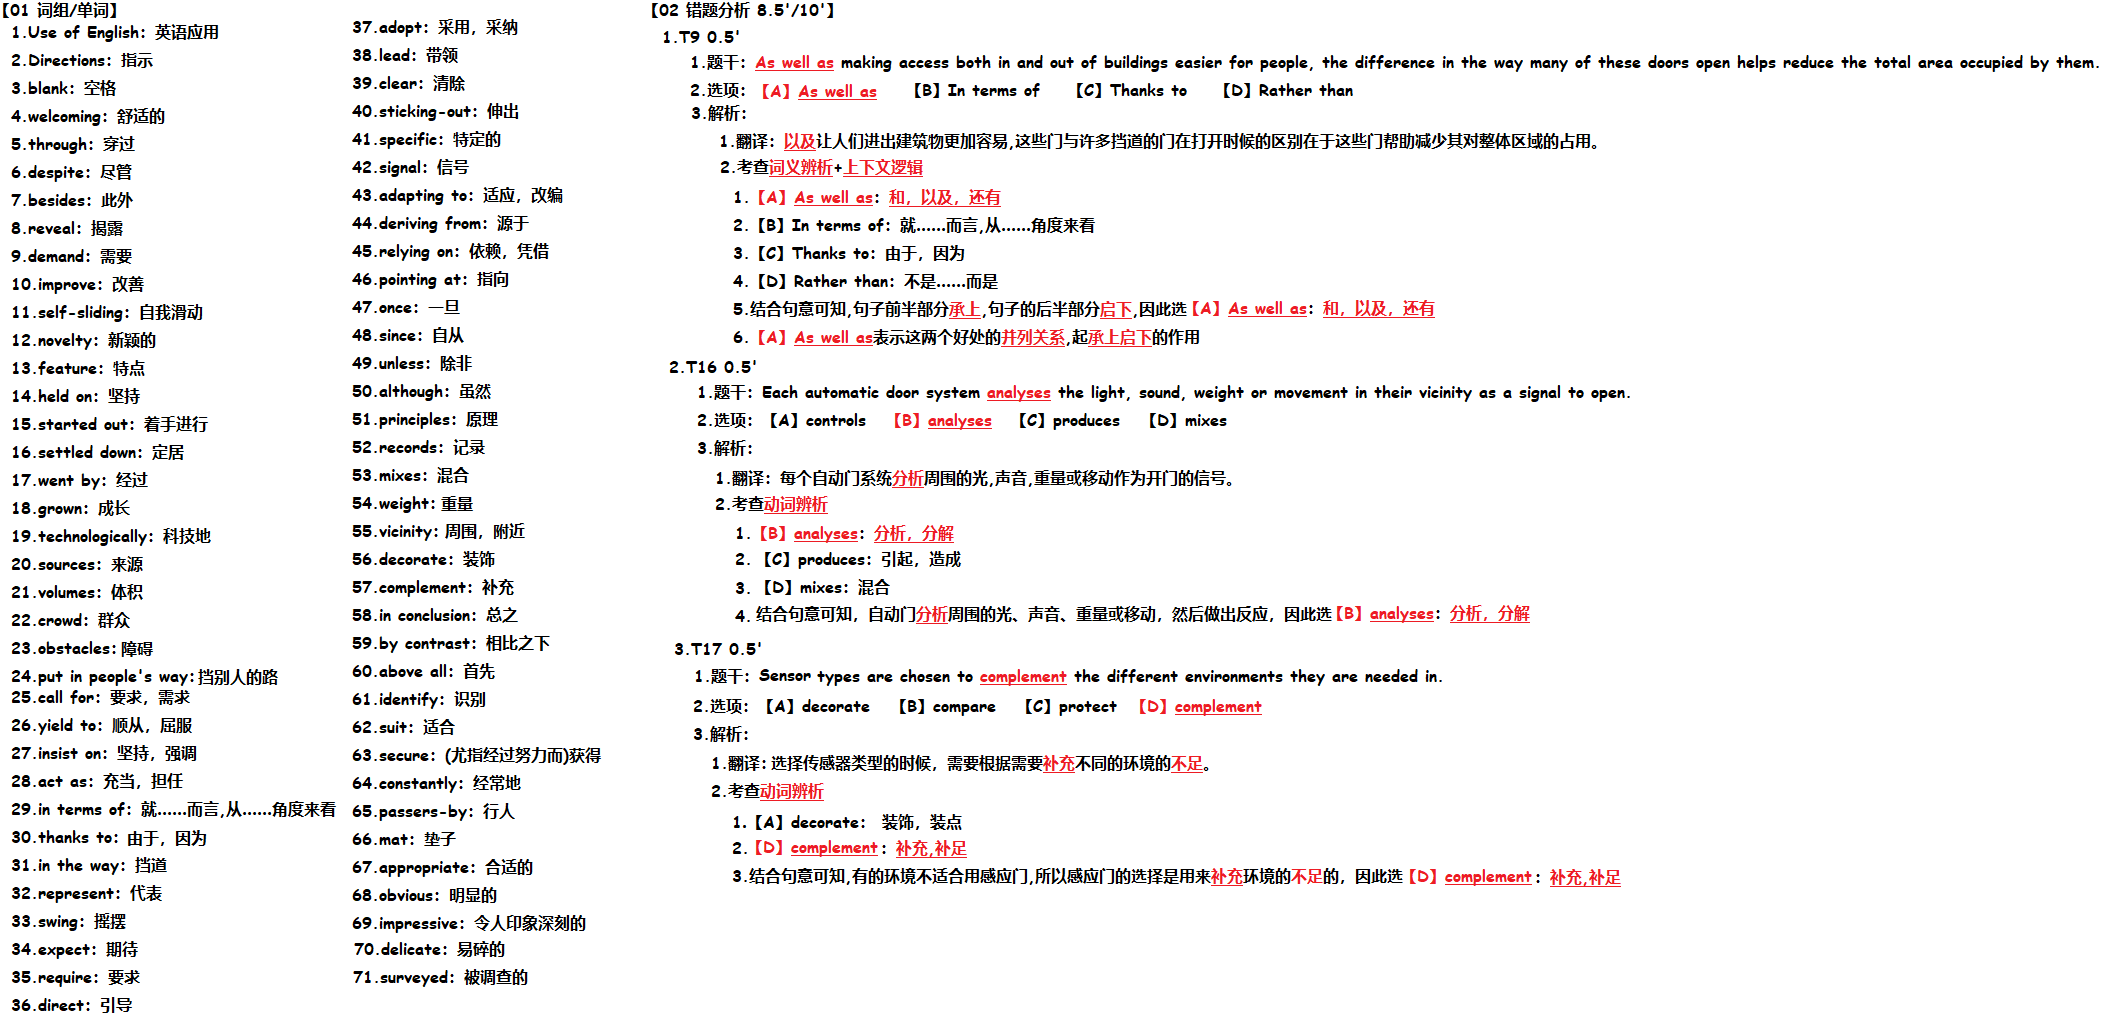 【01 词组/单词】
1.Use of English：英语应用
2.Directions：指示
3.blank：空格
4.welcoming：舒适的
5.through：穿过
6.despite：尽管
7.besides：此外
8.reveal：揭露
9.demand：需要
10.improve：改善
11.self-sliding：自我滑动
12.novelty：新颖的
13.feature：特点
14.held on：坚持
15.started out：着手进行
16.settled down：定居
17.went by：经过
18.grown：成长
19.technologically：科技地
20.sources：来源
21.volumes：体积
22.crowd：群众
23.obstacles：障碍
24.put in people's way：挡别人的路
25.call for：要求，需求
26.yield to：顺从，屈服
27.insist on：坚持，强调
28.act as：充当，担任
29.in terms of：就……而言,从……角度来看
30.thanks to：由于，因为
31.in the way：挡道
32.represent：代表
33.swing：摇摆
34.expect：期待
35.require：要求
36.direct：引导
37.adopt：采用，采纳
38.lead：带领
39.clear：清除
40.sticking-out：伸出
41.specific：特定的
42.signal：信号
43.adapting to：适应，改编
44.deriving from：源于
45.relying on：依赖，凭借
46.pointing at：指向
47.once：一旦
48.since：自从
49.unless：除非
50.although：虽然
51.principles：原理
52.records：记录
53.mixes：混合
54.weight：重量
55.vicinity：周围，附近
56.decorate：装饰
57.complement：补充
58.in conclusion：总之
59.by contrast：相比之下
60.above all：首先
61.identify：识别
62.suit：适合
63.secure：(尤指经过努力而)获得
64.constantly：经常地
65.passers-by：行人
66.mat：垫子
67.appropriate：合适的
68.obvious：明显的
69.impressive：令人印象深刻的
70.delicate：易碎的
71.surveyed：被调查的
【02 错题分析 8.5'/10'】
1.T9 0.5'
1.题干：As well as making access both in and out of buildings easier for people, the difference in the way many of these doors open helps reduce the total area occupied by them.
2.选项：【A】As well as 【B】In terms of 【C】Thanks to 【D】Rather than
3.解析：
1.翻译：以及让人们进出建筑物更加容易,这些门与许多挡道的门在打开时候的区别在于这些门帮助减少其对整体区域的占用。
2.考查词义辨析+上下文逻辑
1.【A】As well as：和，以及，还有
2.【B】In terms of：就……而言,从……角度来看
3.【C】Thanks to：由于，因为
4.【D】Rather than：不是……而是
5.结合句意可知,句子前半部分承上,句子的后半部分启下,因此选【A】As well as：和，以及，还有
6.【A】As well as表示这两个好处的并列关系,起承上启下的作用
2.T16 0.5'
1.题干：Each automatic door system analyses the light, sound, weight or movement in their vicinity as a signal to open.
2.选项：【A】controls 【B】analyses 【C】produces 【D】mixes
3.解析：
1.翻译：每个自动门系统分析周围的光,声音,重量或移动作为开门的信号。
2.考查动词辨析
1.【B】analyses：分析，分解
2.【C】produces：引起，造成
3.【D】mixes：混合
4.结合句意可知，自动门分析周围的光、声音、重量或移动，然后做出反应，因此选【B】analyses：分析，分解
3.T17 0.5'
1.题干：Sensor types are chosen to complement the different environments they are needed in.
2.选项：【A】decorate 【B】compare 【C】protect 【D】complement
3.解析：
1.翻译：选择传感器类型的时候，需要根据需要补充不同的环境的不足。
2.考查动词辨析
1.【A】decorate： 装饰，装点
2.【D】complement：补充,补足
3.结合句意可知,有的环境不适合用感应门,所以感应门的选择是用来补充环境的不足的，因此选【D】complement：补充,补足